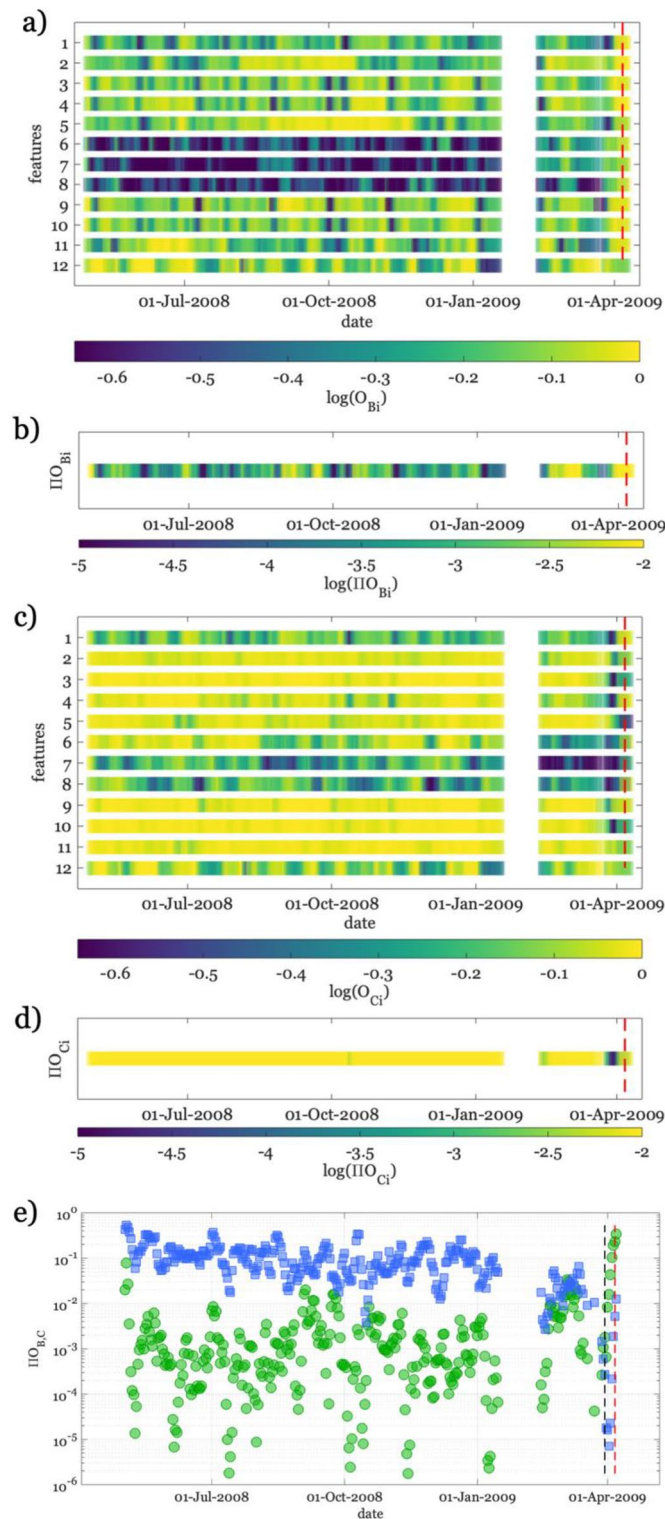 a)
features
1
2
3
4
5
6
7
8
9
10
11
12
01-Jul-2008 01-Oct-2008 01-Jan-2009 01-Apr-2009
date
-0.6 -0.5 -0.4 -0.3 -0.2 -0.1 0
log(O_Bi)
b)
ΠO_Bi
01-Jul-2008 01-Oct-2008 01-Jan-2009 01-Apr-2009
-5 -4.5 -4 -3.5 -3 -2.5 -2
log(ΠO_Bi)
c)
features
1
2
3
4
5
6
7
8
9
10
11
12
01-Jul-2008 01-Oct-2008 01-Jan-2009 01-Apr-2009
date
-0.6 -0.5 -0.4 -0.3 -0.2 -0.1 0
log(O_Ci)
d)
ΠO_Ci
01-Jul-2008 01-Oct-2008 01-Jan-2009 01-Apr-2009
-5 -4.5 -4 -3.5 -3 -2.5 -2
log(ΠO_Ci)
e)
ΠO_B,C
10^0
10^-1
10^-2
10^-3
10^-4
10^-5
10^-6
01-Jul-2008 01-Oct-2008 01-Jan-2009 01-Apr-2009
date